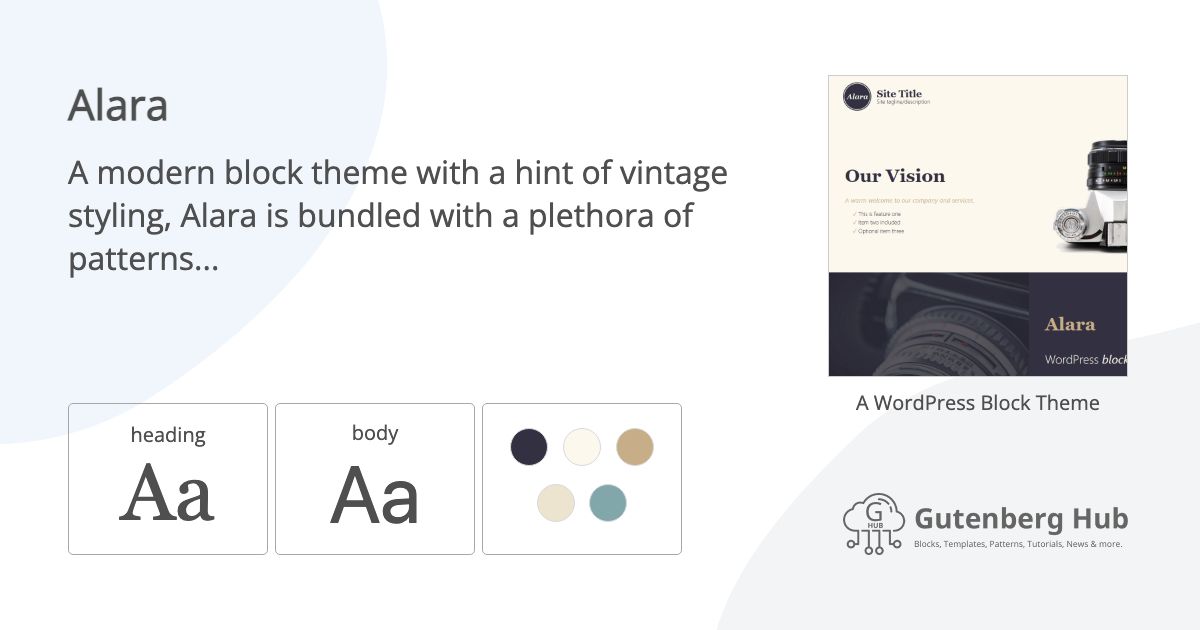 Alara
A modern block theme with a hint of vintage
styling, Alara is bundled with a plethora of
patterns...
heading
Aa
body
Aa
Alara
Site Title
Site tagline/description
Our Vision
A warm welcome to our company and services.
✓ This is feature one
✓ Item two included
✓ Optional item three
Alara
WordPress block
A WordPress Block Theme
G
HUB
Gutenberg Hub
Blocks, Templates, Patterns, Tutorials, News & more.